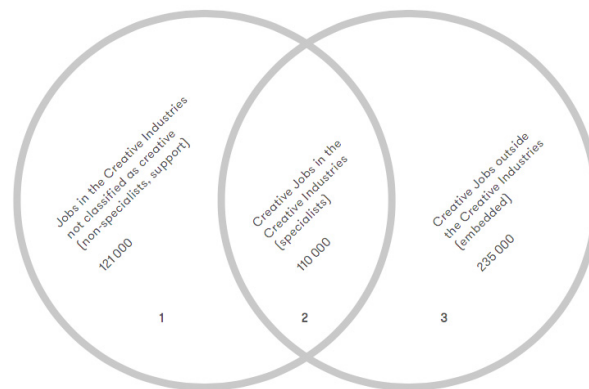 Jobs in the Creative Industries
not classified as creative
(non-specialists, support)
121 000
1
Creative Jobs in the
Creative Industries
(specialists)
110 000
2
Creative Jobs outside
the Creative Industries
(embedded)
235 000
3